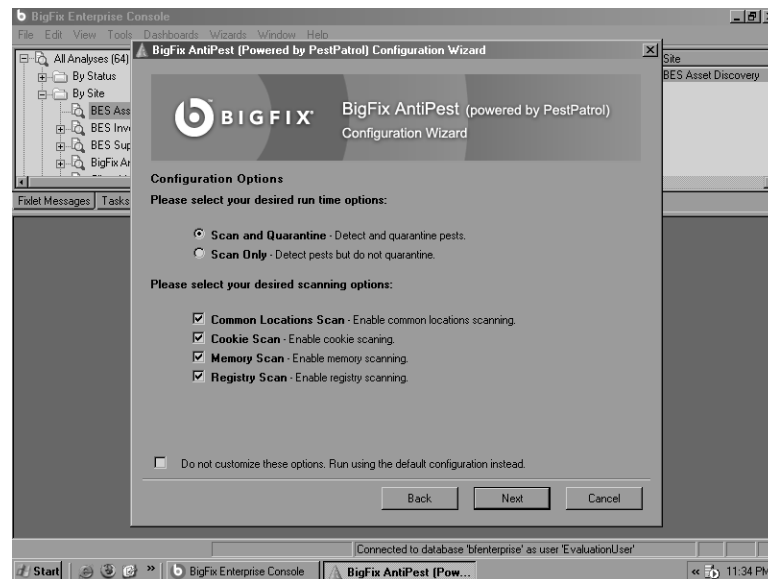 BigFix Enterprise Console
File Edit View Tools Dashboards Wizards Window Help
BigFix AntiPest (Powered by PestPatrol) Configuration Wizard
All Analyses (64)
By Status
By Site
BES Ass
BES Inv
BES Sup
BigFix An
Site
BES Asset Discovery
Fixlet Messages Tasks
BIGFIX
BigFix AntiPest (powered by PestPatrol)
Configuration Wizard
Configuration Options
Please select your desired run time options:
Scan and Quarantine - Detect and quarantine pests.
Scan Only - Detect pests but do not quarantine.
Please select your desired scanning options:
Common Locations Scan - Enable common locations scanning.
Cookie Scan - Enable cookie scaning.
Memory Scan - Enable memory scanning.
Registry Scan - Enable registry scanning.
Do not customize these options. Run using the default configuration instead.
Back Next Cancel
Connected to database 'bfenterprise' as user 'EvaluationUser'
Start » BigFix Enterprise Console BigFix AntiPest (Pow... « 11:34 PM